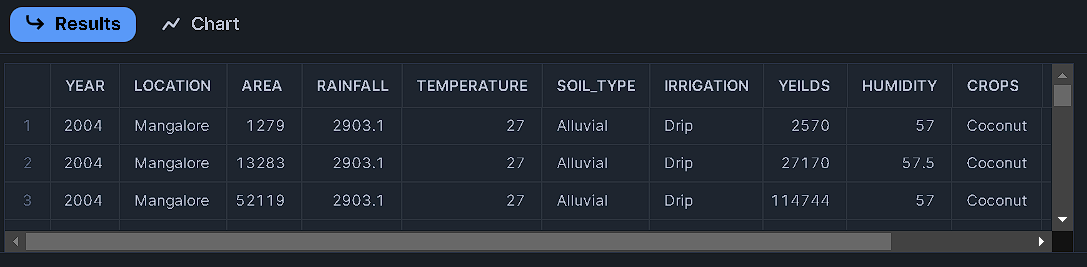 Results Chart
YEAR LOCATION AREA RAINFALL TEMPERATURE SOIL_TYPE IRRIGATION YEILDS HUMIDITY CROPS
1 2004 Mangalore 1279 2903.1 27 Alluvial Drip 2570 57 Coconut
2 2004 Mangalore 13283 2903.1 27 Alluvial Drip 27170 57.5 Coconut
3 2004 Mangalore 52119 2903.1 27 Alluvial Drip 114744 57 Coconut